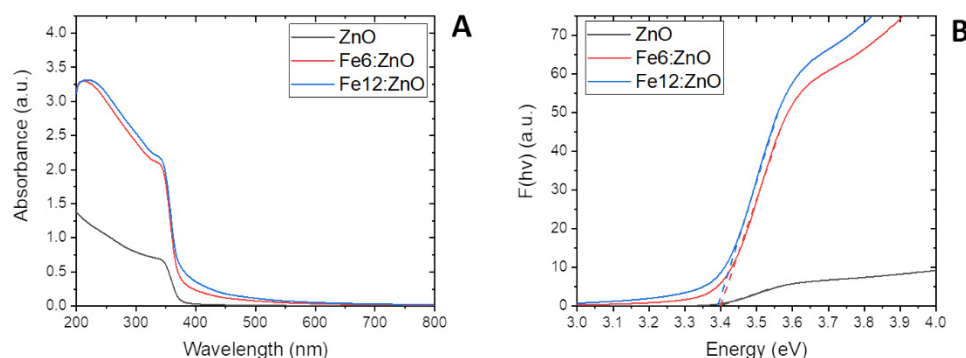 A
ZnO
Fe6:ZnO
Fe12:ZnO
Absorbance (a.u.)
4.0
3.5
3.0
2.5
2.0
1.5
1.0
0.5
0.0
200 300 400 500 600 700 800
Wavelength (nm)
B
ZnO
Fe6:ZnO
Fe12:ZnO
F(hv) (a.u.)
70
60
50
40
30
20
10
0
3.0 3.1 3.2 3.3 3.4 3.5 3.6 3.7 3.8 3.9 4.0
Energy (eV)